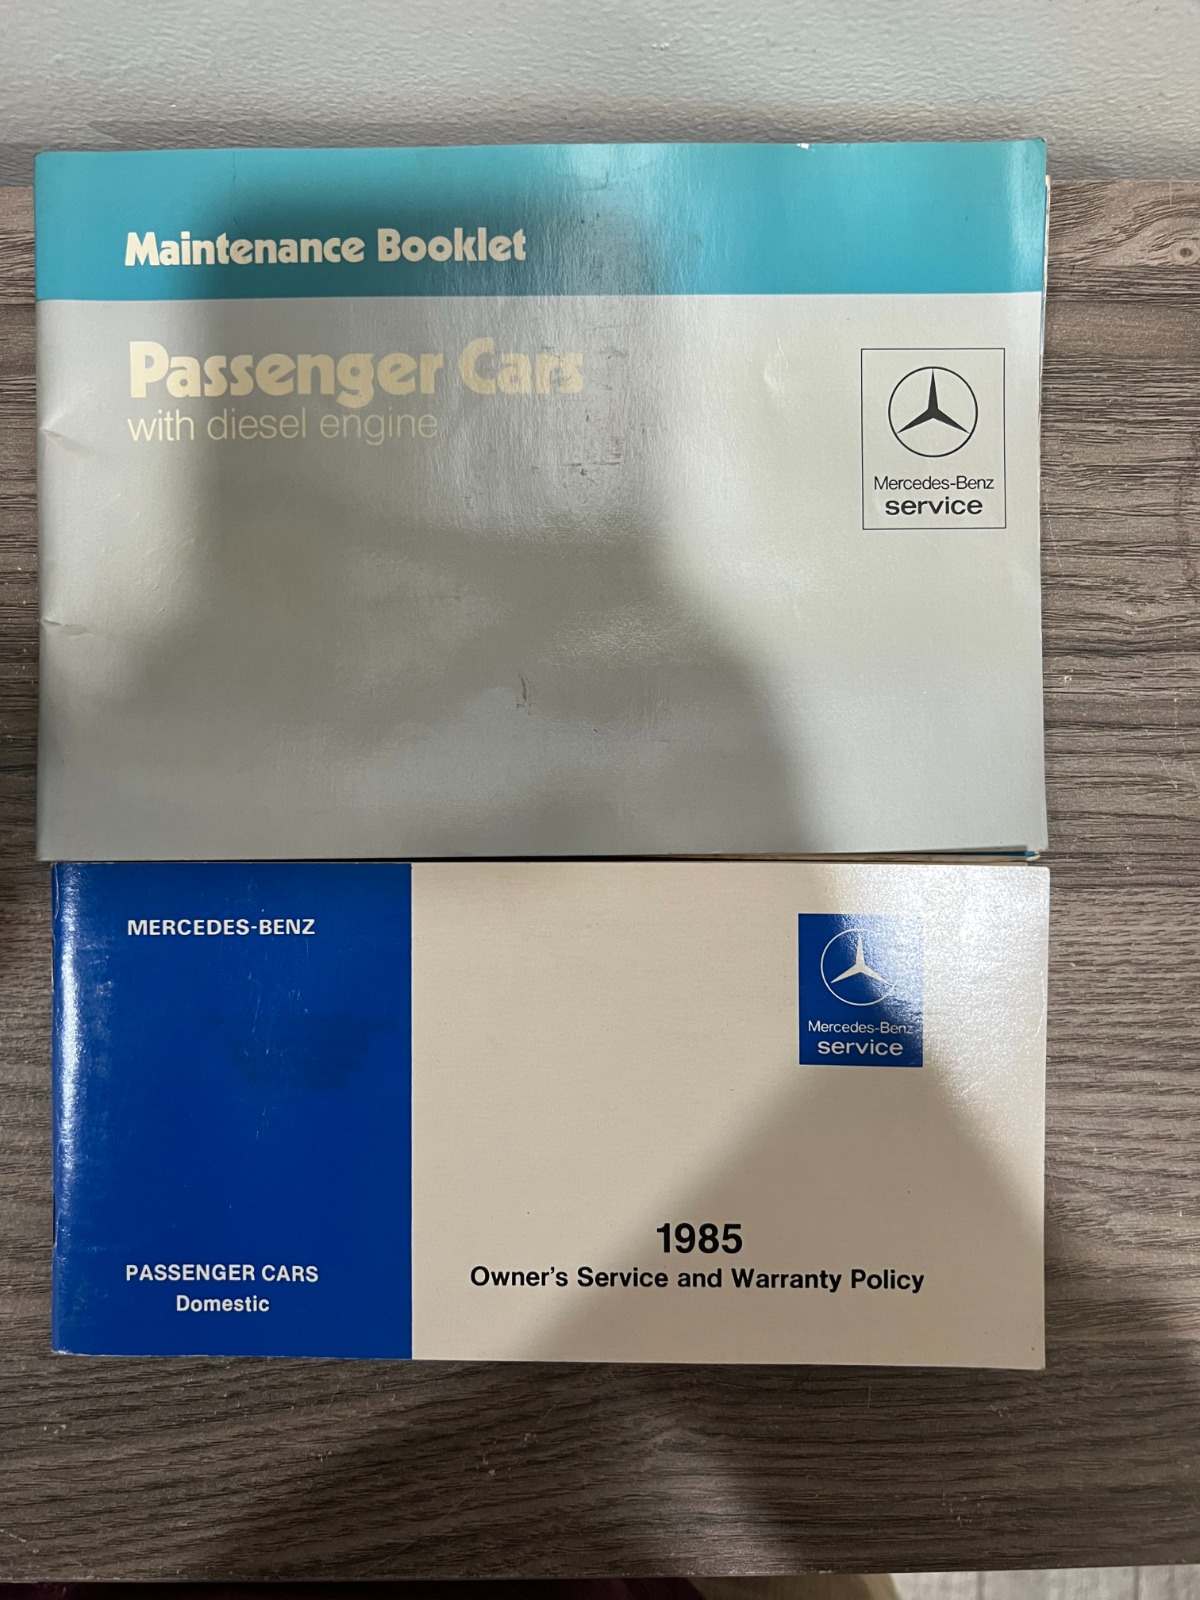 Maintenance Booklet
Passenger Cars
with diesel engine
Mercedes-Benz
service
MERCEDES-BENZ
Mercedes-Benz
service
1985
Owner's Service and Warranty Policy
PASSENGER CARS
Domestic